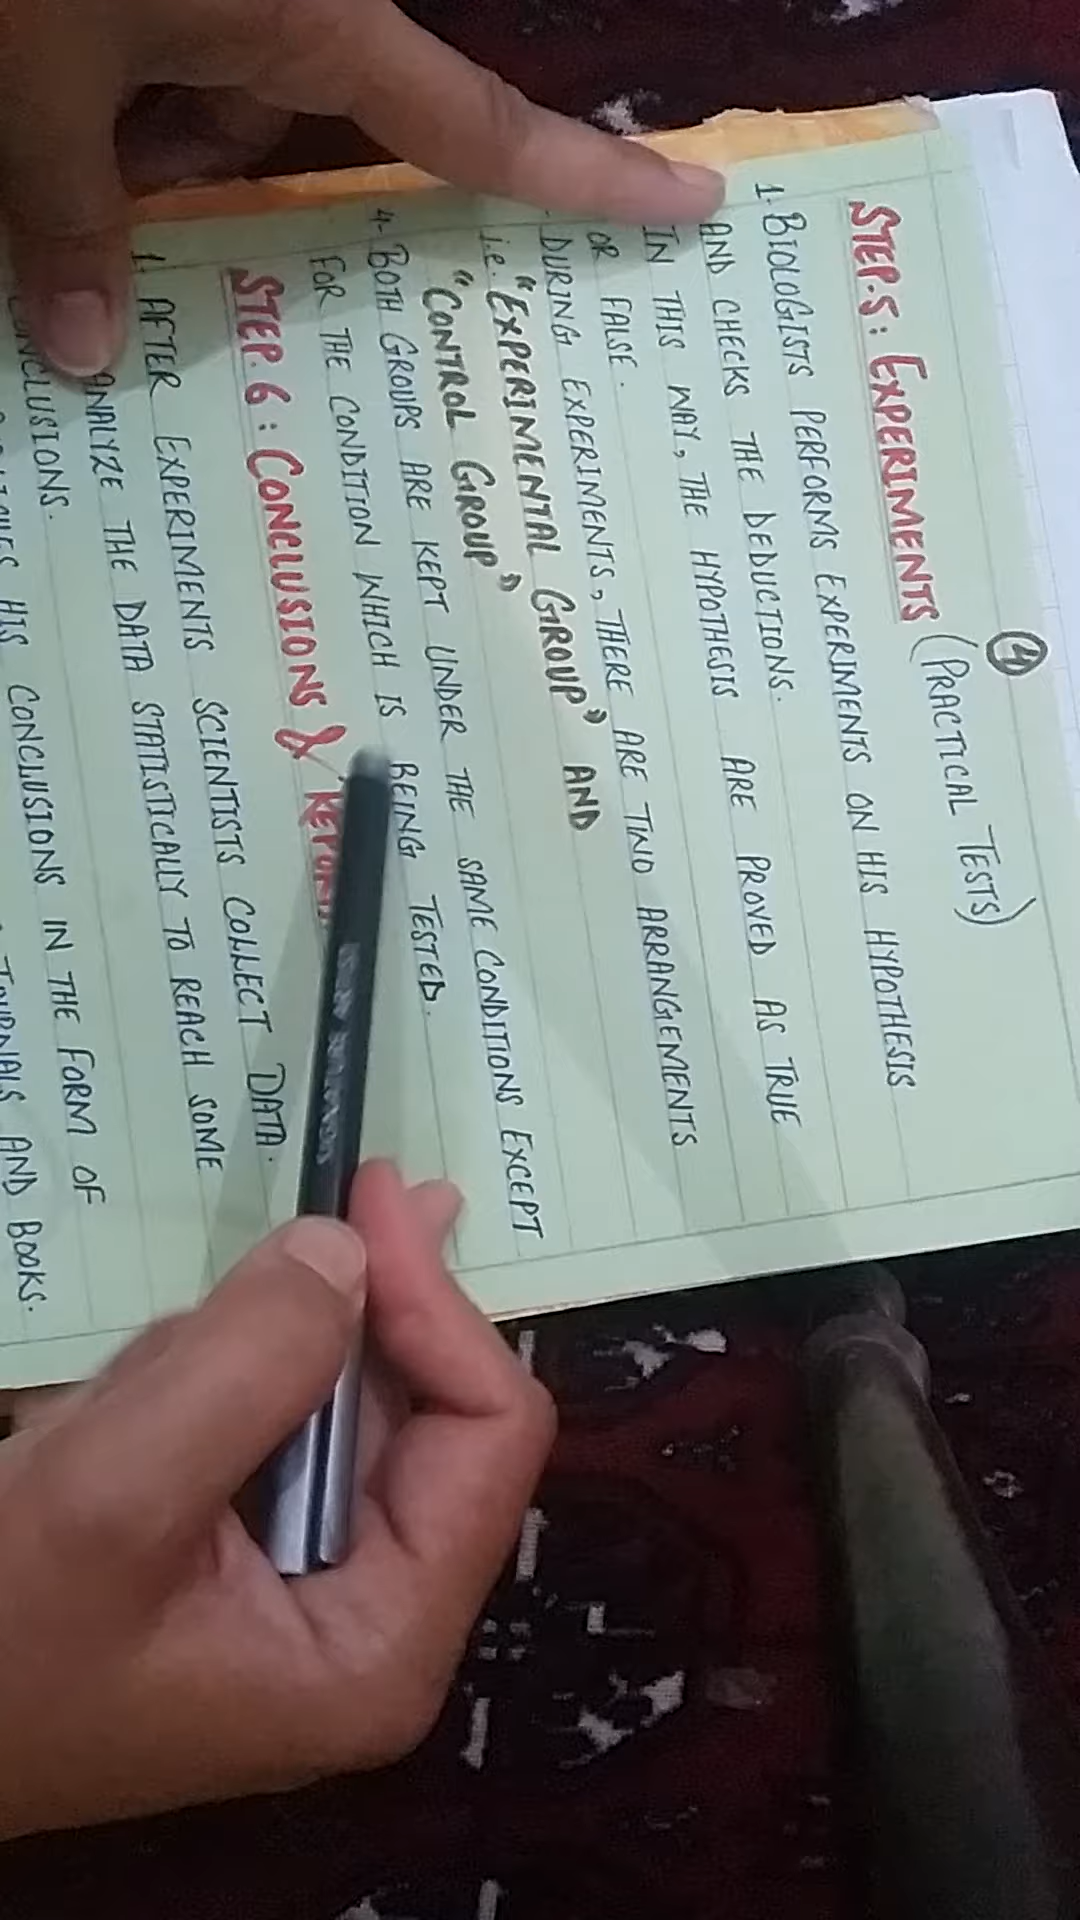 4
STEP.5: EXPERIMENTS (PRACTICAL TESTS)
1. BIOLOGISTS PERFORMS EXPERIMENTS ON HIS HYPOTHESIS
AND CHECKS THE DEDUCTIONS.
IN THIS WAY, THE HYPOTHESIS ARE PROVED AS TRUE
OR FALSE.
DURING EXPERIMENTS, THERE ARE TWO ARRANGEMENTS
i.e. "EXPERIMENTAL GROUP" AND
"CONTROL GROUP"
4- BOTH GROUPS ARE KEPT UNDER THE SAME CONDITIONS EXCEPT
FOR THE CONDITION WHICH IS BEING TESTED.
STEP.6: CONCLUSIONS &
1. AFTER EXPERIMENTS SCIENTISTS COLLECT DATA.
ANALYZE THE DATA STATISTICALLY TO REACH SOME
CONCLUSIONS.
HIS CONCLUSIONS IN THE FORM OF
JOURNALS AND BOOKS.